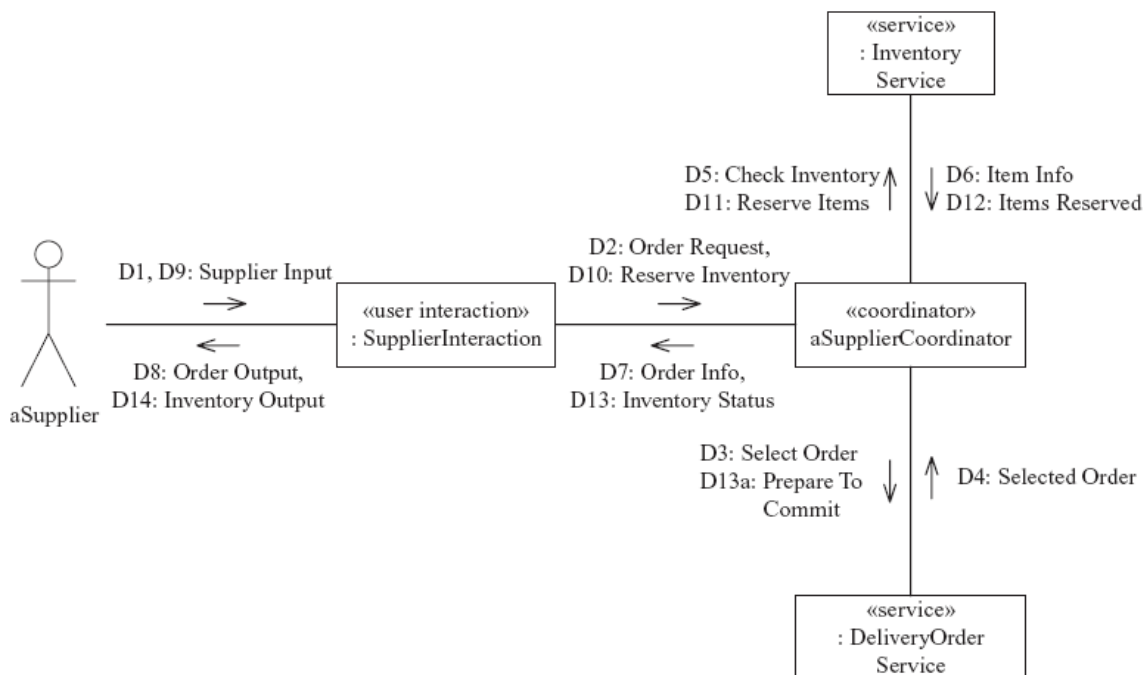 «service»
: Inventory
Service
D5: Check Inventory
D11: Reserve Items
D6: Item Info
D12: Items Reserved
D1, D9: Supplier Input
D2: Order Request,
D10: Reserve Inventory
«user interaction»
: SupplierInteraction
«coordinator»
aSupplierCoordinator
D8: Order Output,
D14: Inventory Output
D7: Order Info,
D13: Inventory Status
aSupplier
D3: Select Order
D13a: Prepare To
Commit
D4: Selected Order
«service»
: DeliveryOrder
Service